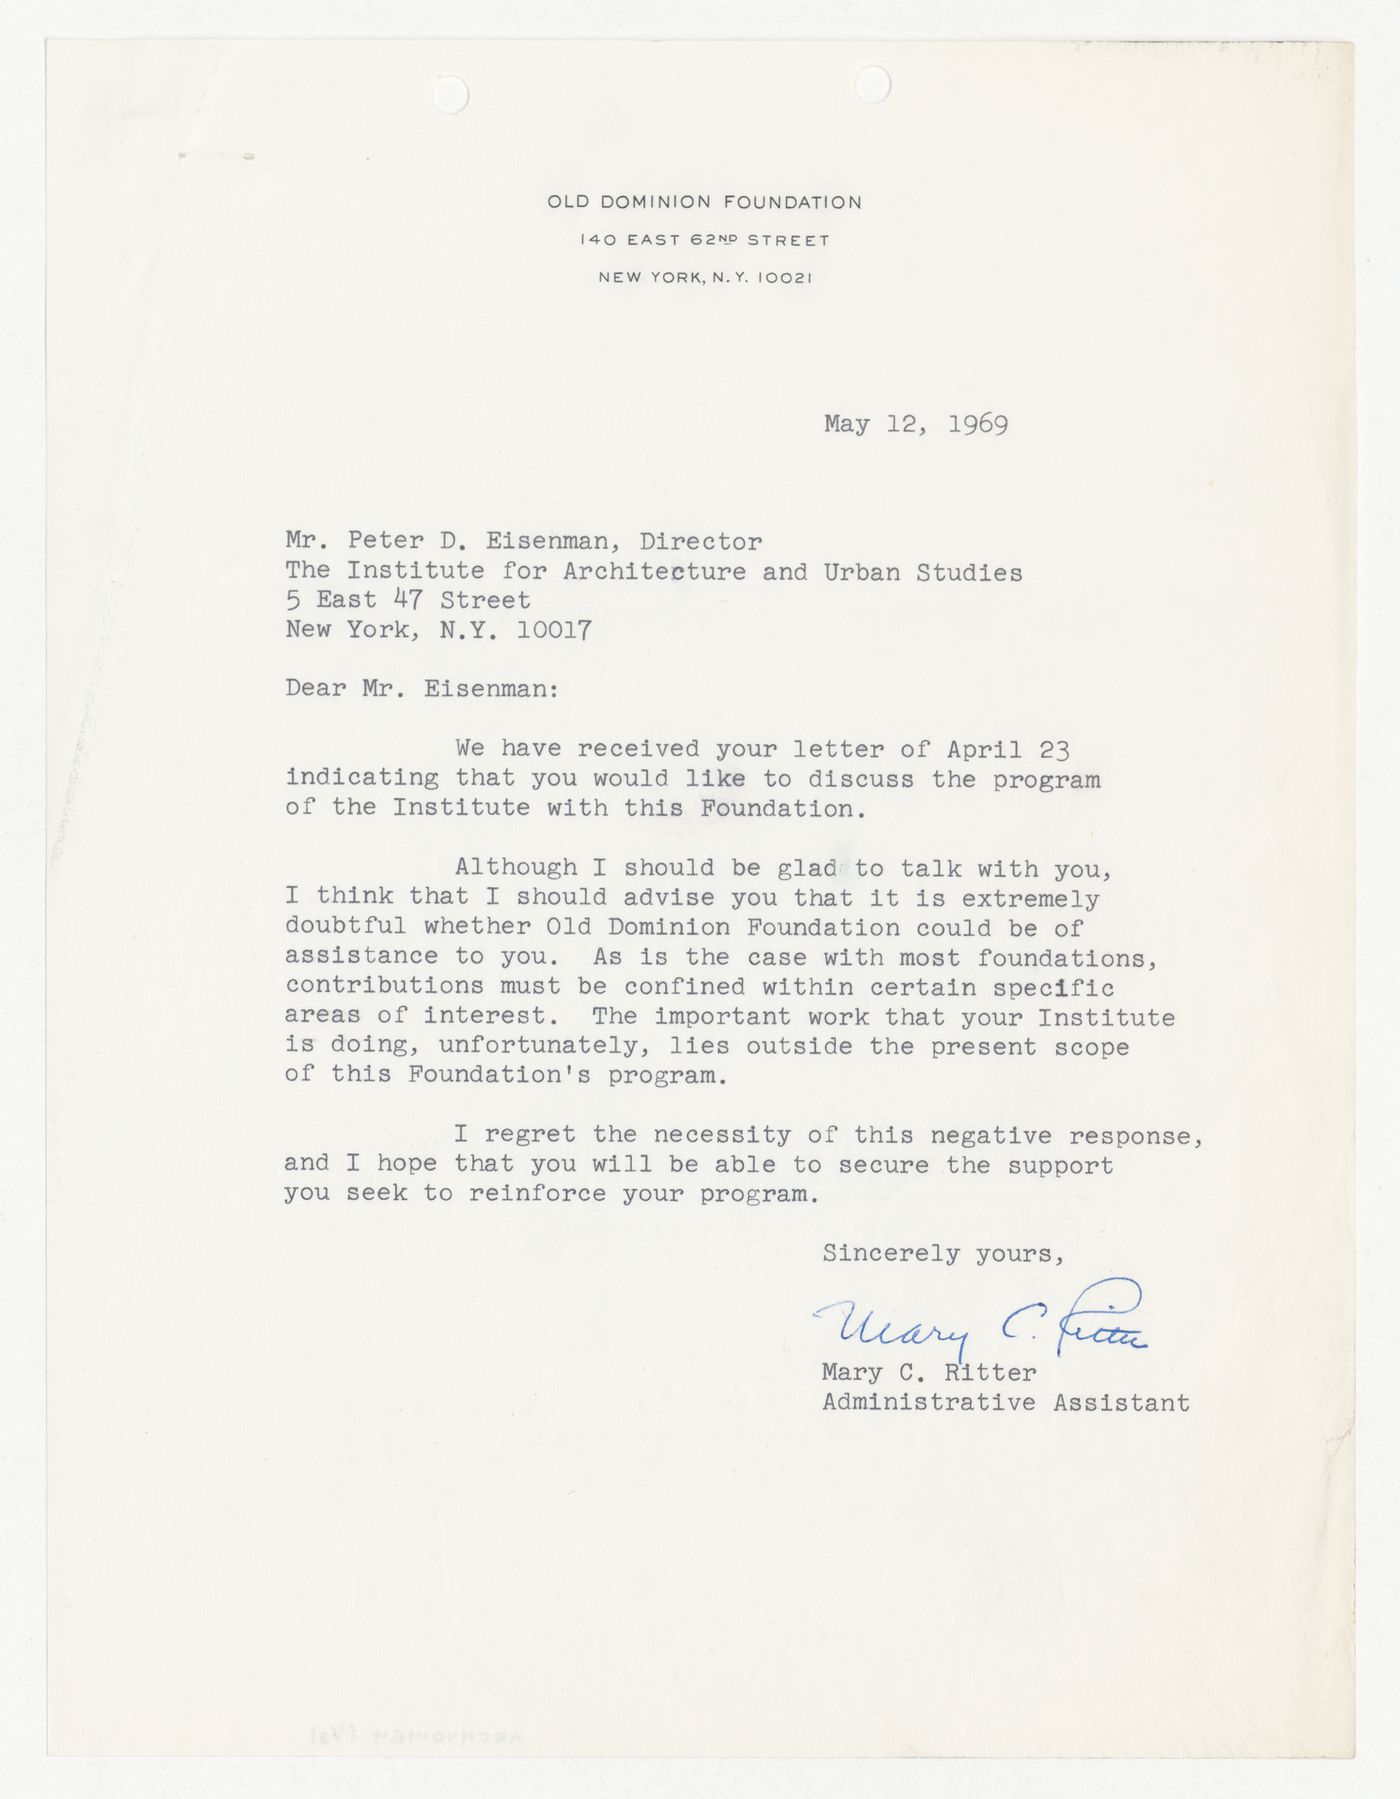 OLD DOMINION FOUNDATION
140 EAST 62ND STREET
NEW YORK, N.Y. 10021
May 12, 1969
Mr. Peter D. Eisenman, Director
The Institute for Architecture and Urban Studies
5 East 47 Street
New York, N.Y. 10017
Dear Mr. Eisenman:
We have received your letter of April 23
indicating that you would like to discuss the program
of the Institute with this Foundation.
Although I should be glad to talk with you,
I think that I should advise you that it is extremely
doubtful whether Old Dominion Foundation could be of
assistance to you. As is the case with most foundations,
contributions must be confined within certain specific
areas of interest. The important work that your Institute
is doing, unfortunately, lies outside the present scope
of this Foundation's program.
I regret the necessity of this negative response,
and I hope that you will be able to secure the support
you seek to reinforce your program.
Sincerely yours,
Mary C. Ritter
Mary C. Ritter
Administrative Assistant